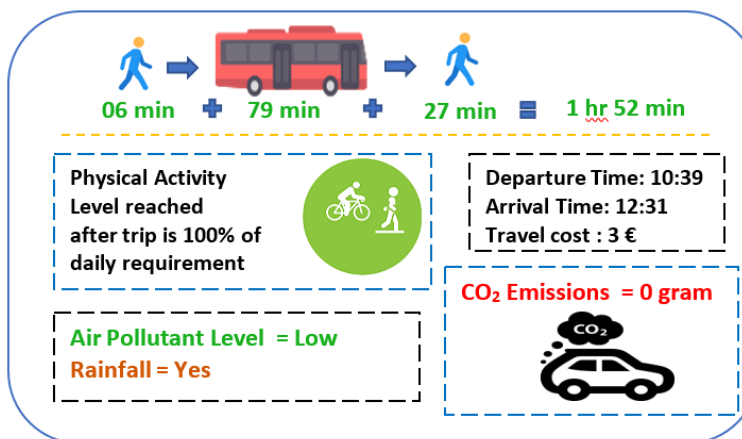 06 min + 79 min + 27 min = 1 hr 52 min
Physical Activity
Level reached
after trip is 100% of
daily requirement
Departure Time: 10:39
Arrival Time: 12:31
Travel cost : 3 €
CO₂ Emissions = 0 gram
CO₂
Air Pollutant Level = Low
Rainfall = Yes